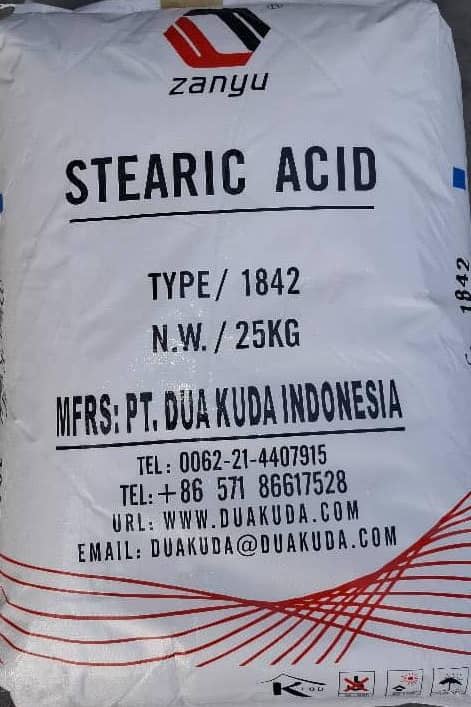 zanyu
STEARIC ACID
TYPE/ 1842
N.W. / 25KG
MFRS: PT. DUA KUDA INDONESIA
TEL: 0062-21-4407915
TEL:+86 571 86617528
URL: WWW.DUAKUDA.COM
EMAIL: DUAKUDA@DUAKUDA.COM
1842